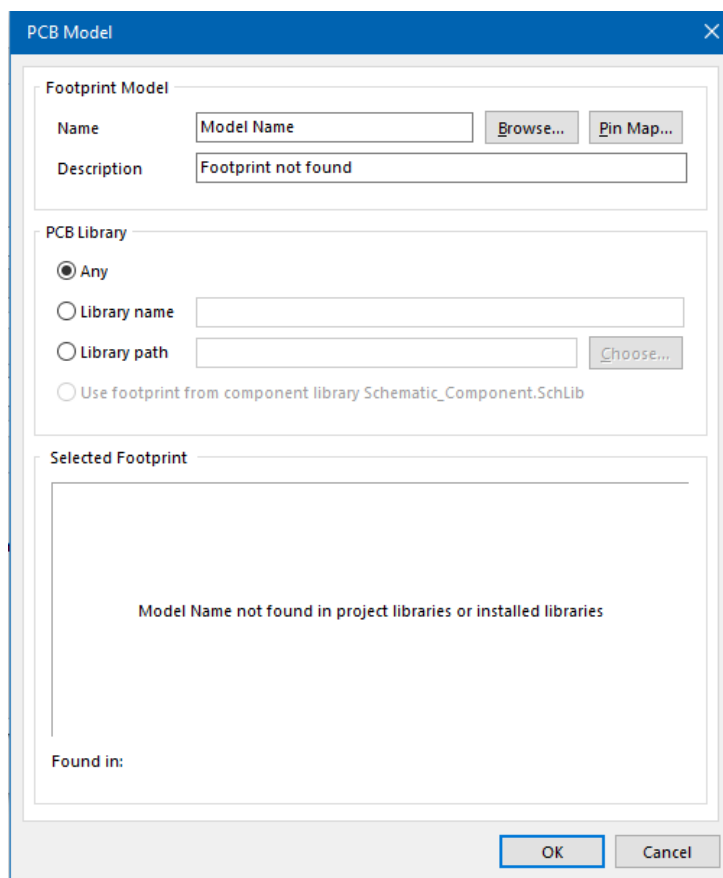 PCB Model
Footprint Model
Name Model Name Browse... Pin Map...
Description Footprint not found
PCB Library
Any
Library name
Library path Choose...
Use footprint from component library Schematic_Component.SchLib
Selected Footprint
Model Name not found in project libraries or installed libraries
Found in:
OK Cancel